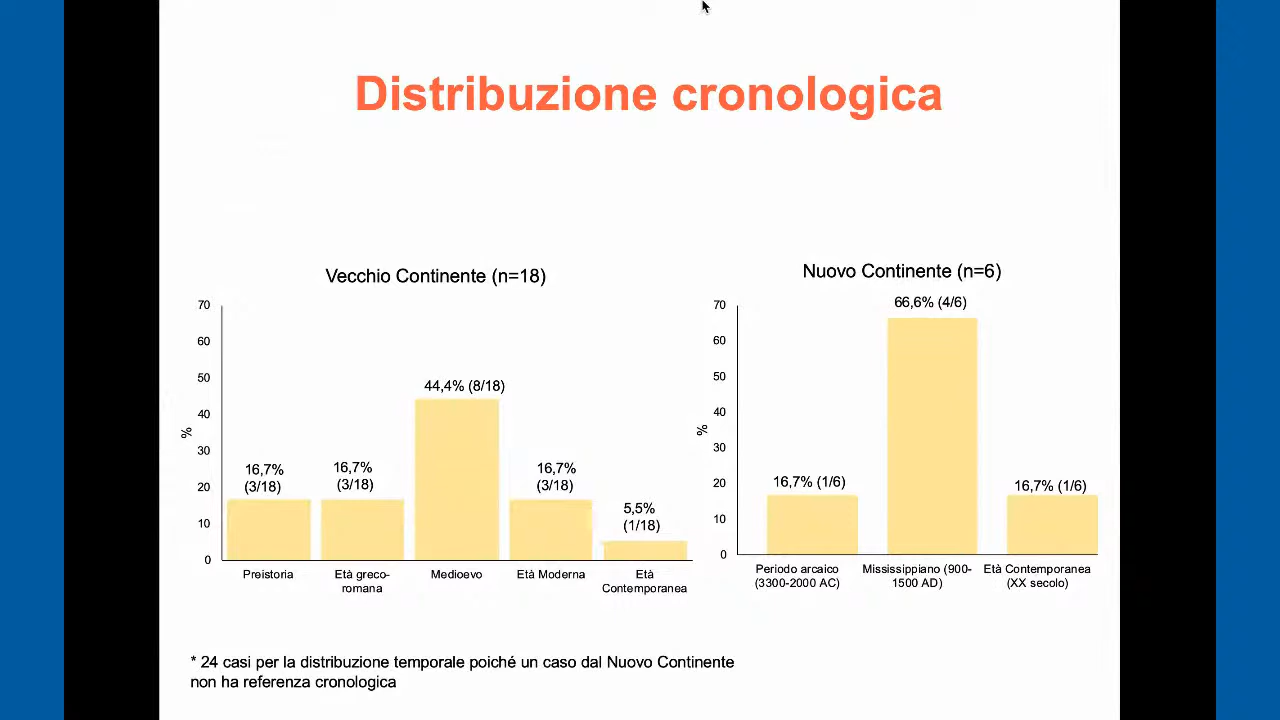 Distribuzione cronologica
Vecchio Continente (n=18)
70
60
50
40
30
20
10
0
%
16,7%
(3/18)
16,7%
(3/18)
44,4% (8/18)
16,7%
(3/18)
5,5%
(1/18)
Preistoria
Età greco-
romana
Medioevo
Età Moderna
Età
Contemporanea
Nuovo Continente (n=6)
70
60
50
40
30
20
10
0
%
16,7% (1/6)
66,6% (4/6)
16,7% (1/6)
Periodo arcaico
(3300-2000 AC)
Mississippiano (900-
1500 AD)
Età Contemporanea
(XX secolo)
* 24 casi per la distribuzione temporale poiché un caso dal Nuovo Continente
non ha referenza cronologica